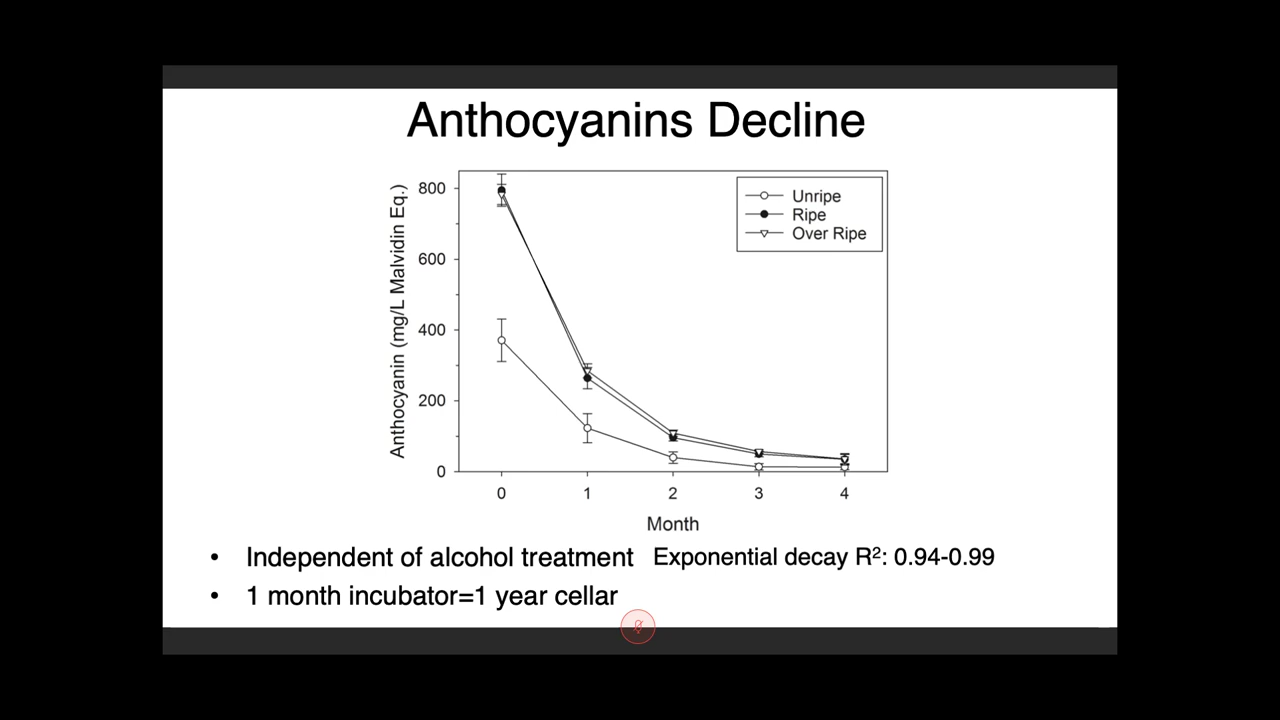 Anthocyanins Decline
Anthocyanin (mg/L Malvidin Eq.)
800
600
400
200
0
Unripe
Ripe
Over Ripe
0 1 2 3 4
Month
• Independent of alcohol treatment Exponential decay R²: 0.94-0.99
• 1 month incubator=1 year cellar